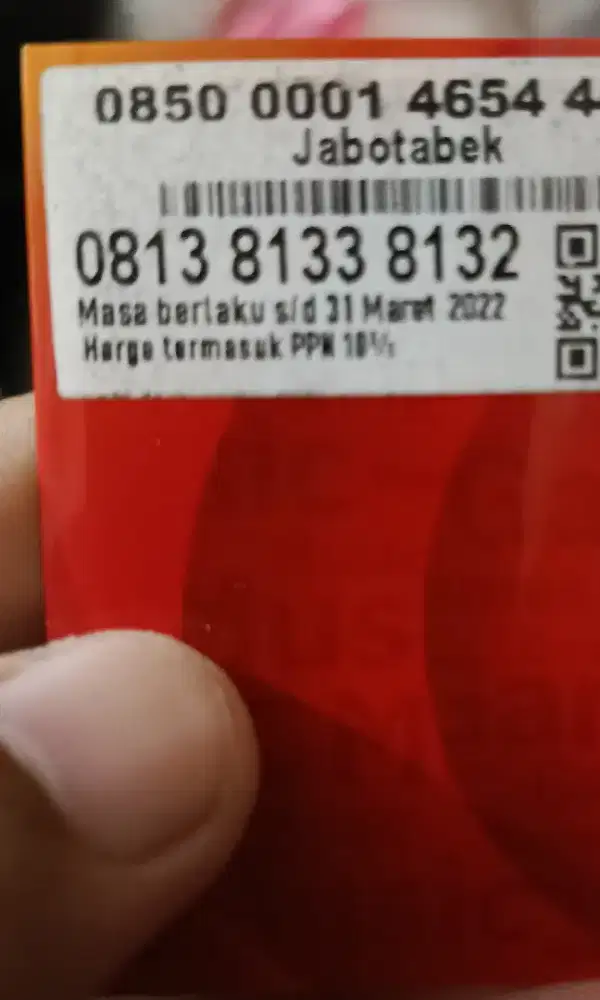 0850 0001 4654 4
Jabotabek
0813 8133 8132
Masa berlaku s/d 31 Maret 2022
Harga termasuk PPN 10%